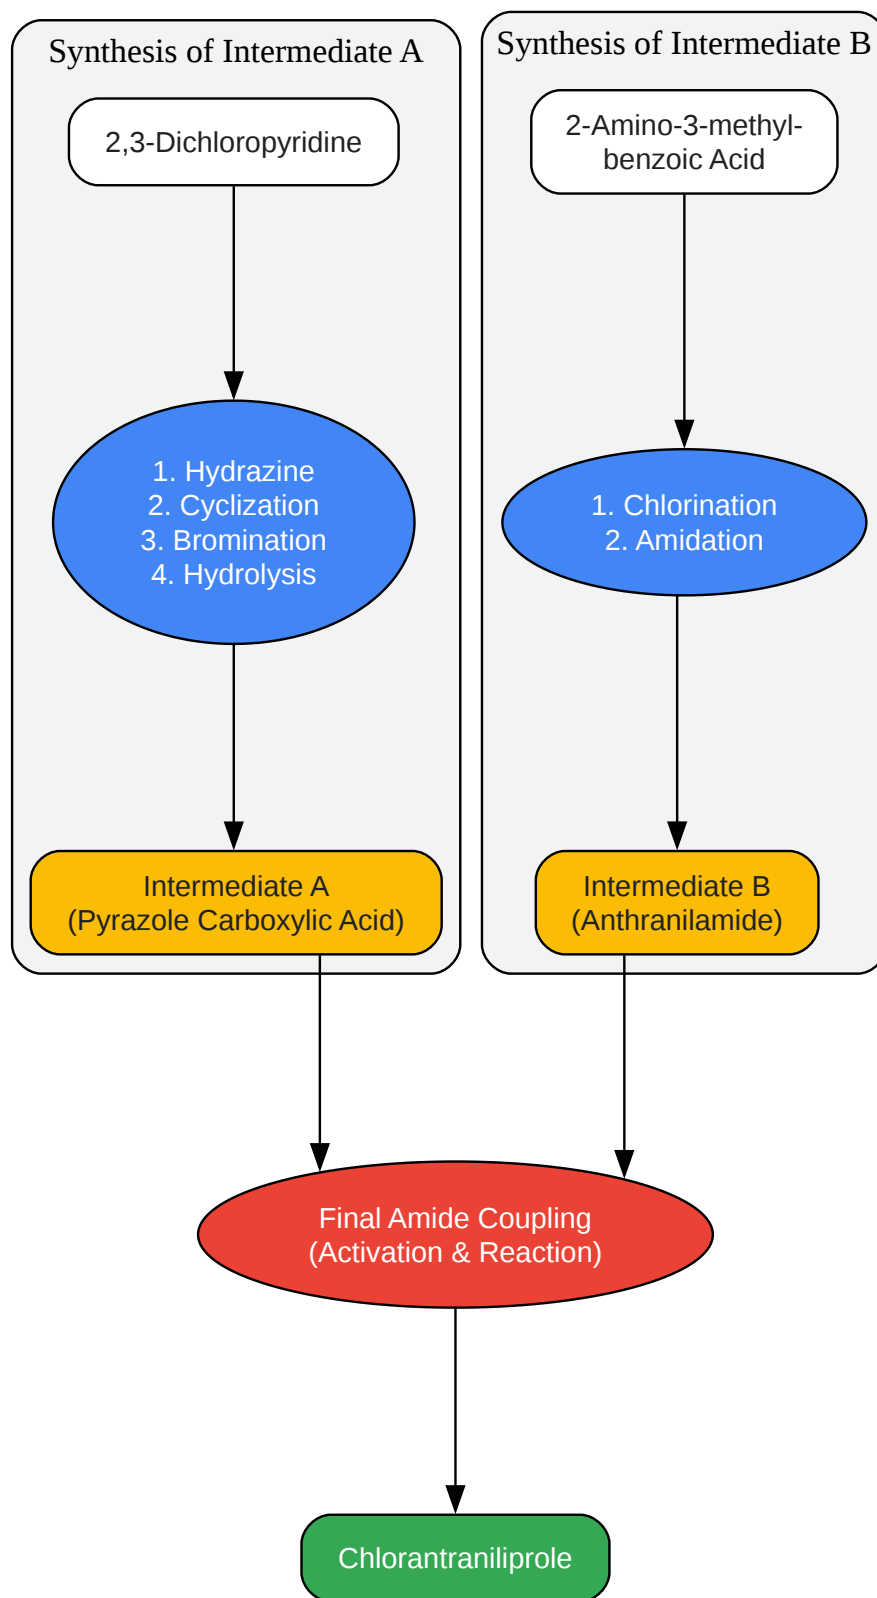 Synthesis of Intermediate A
2,3-Dichloropyridine
1. Hydrazine
2. Cyclization
3. Bromination
4. Hydrolysis
Intermediate A
(Pyrazole Carboxylic Acid)
Synthesis of Intermediate B
2-Amino-3-methyl-
benzoic Acid
1. Chlorination
2. Amidation
Intermediate B
(Anthranilamide)
Final Amide Coupling
(Activation & Reaction)
Chlorantraniliprole